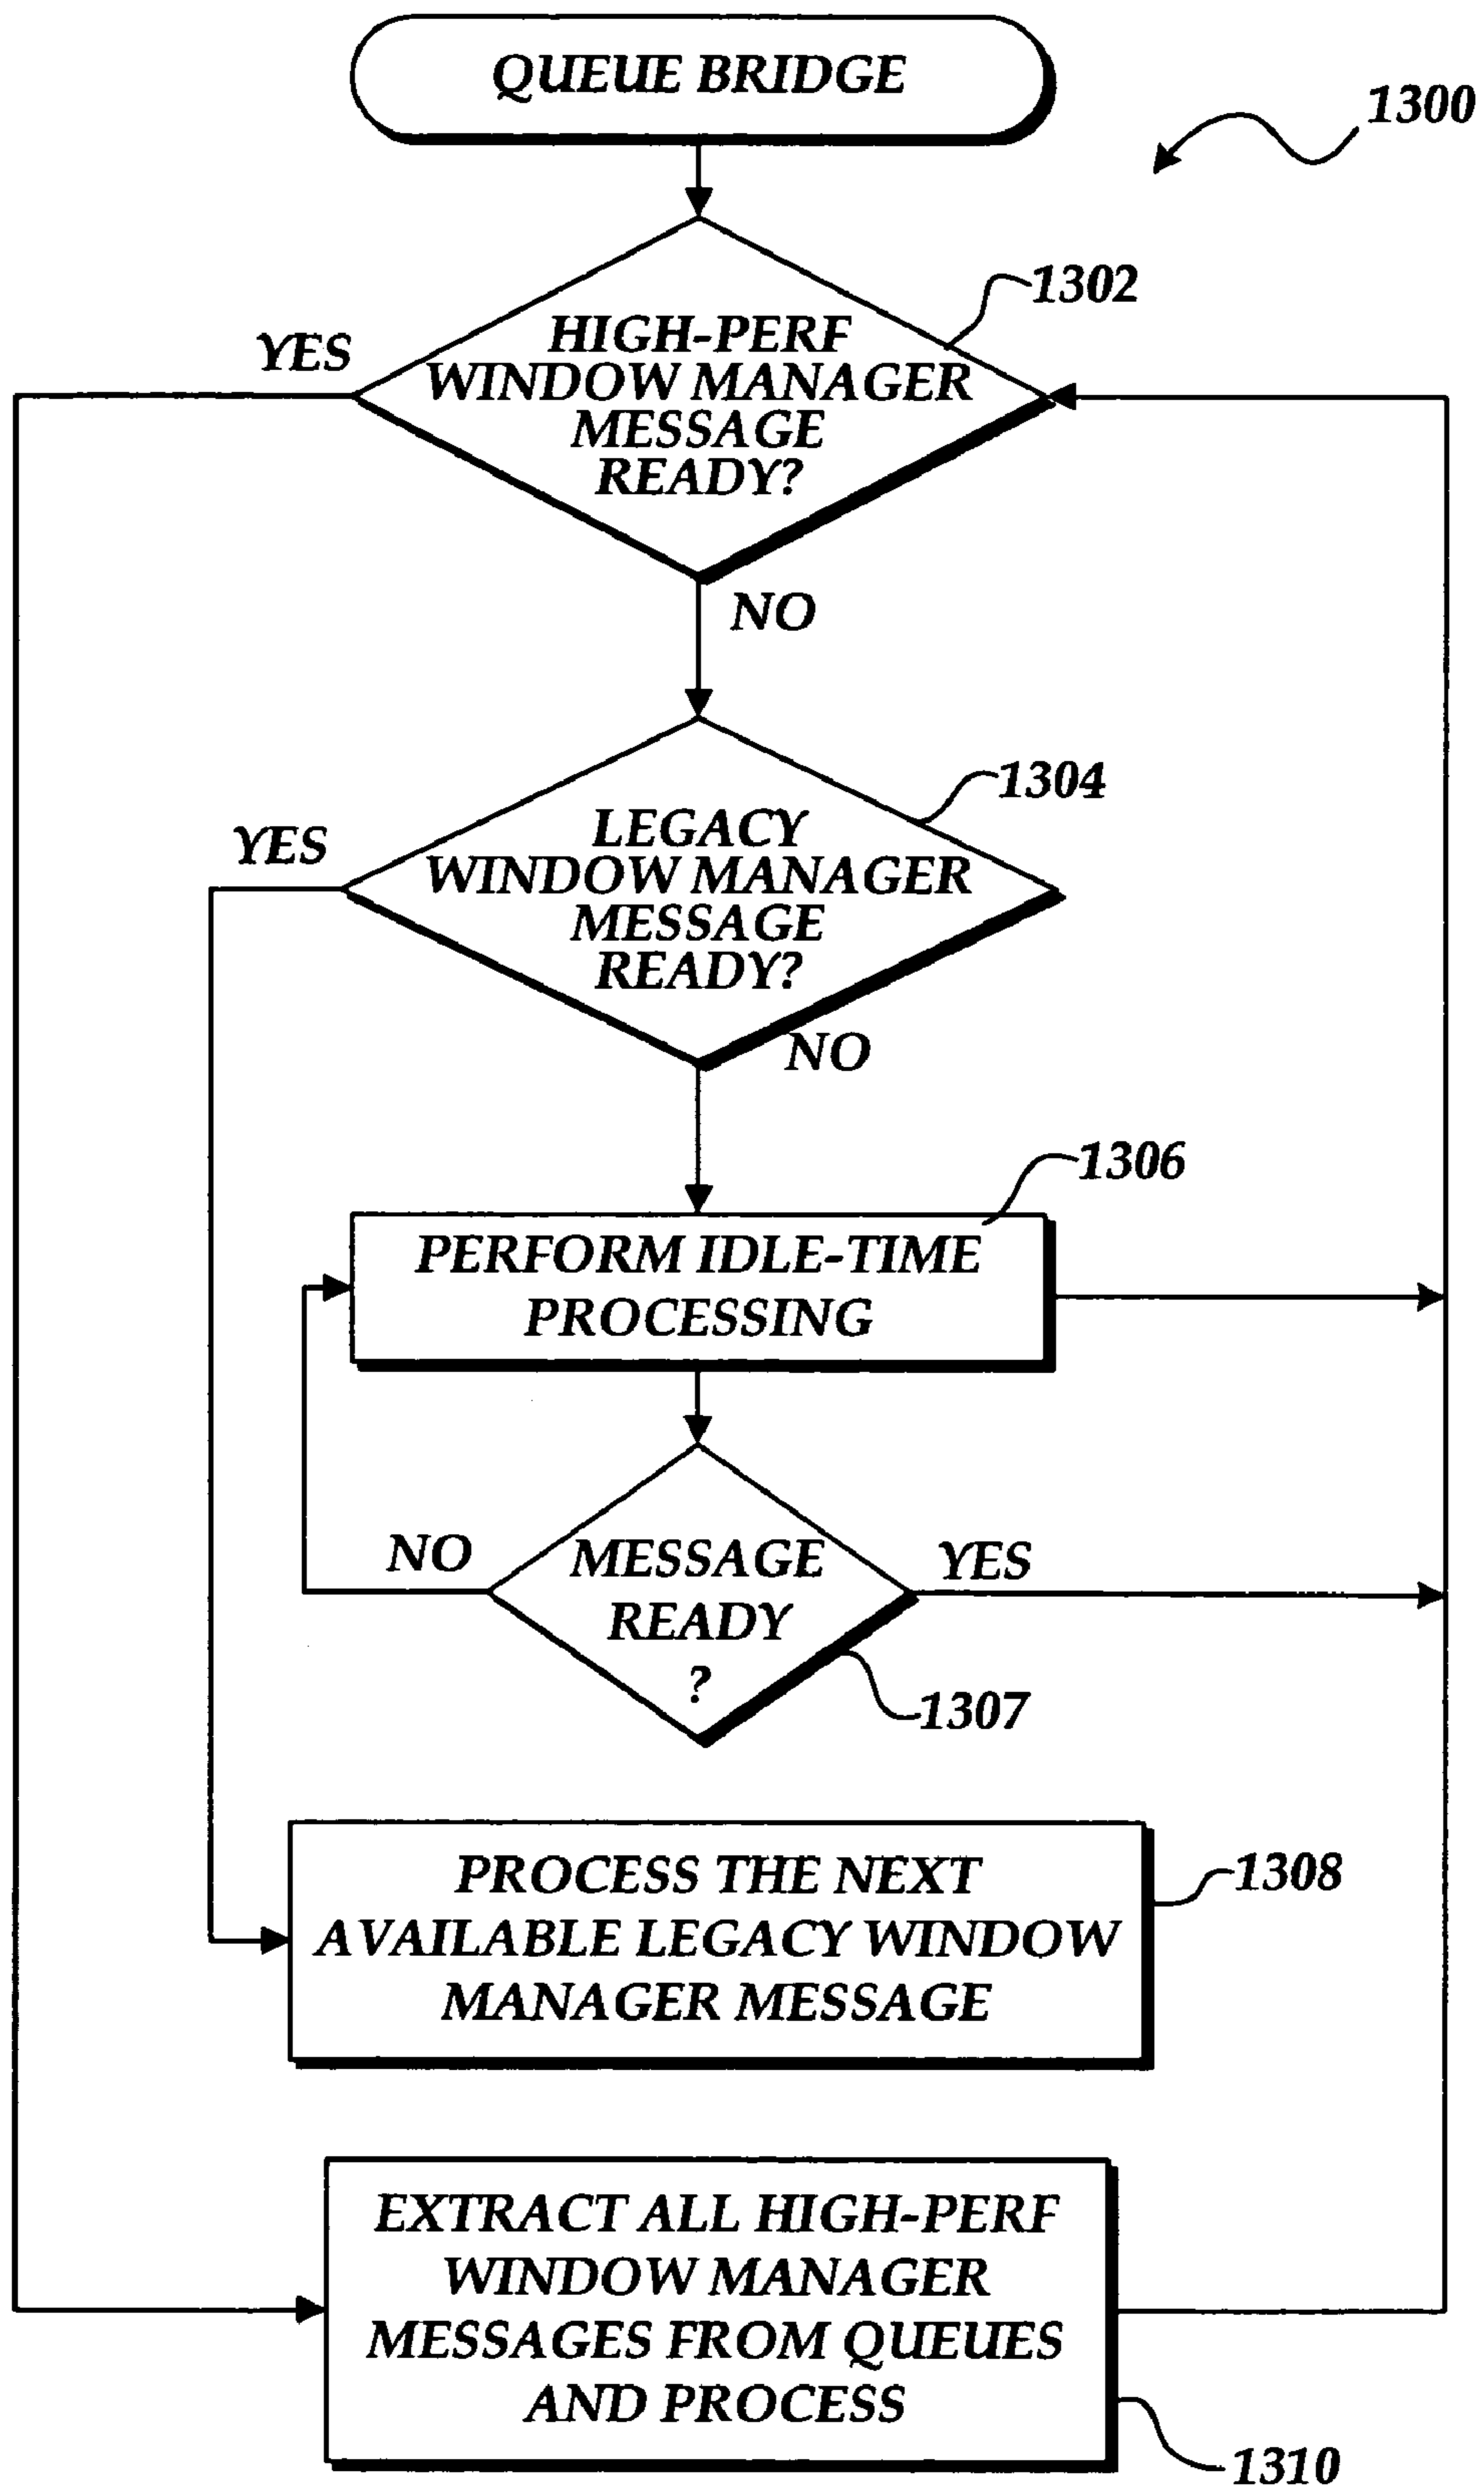 QUEUE BRIDGE
1300
1302
YES
HIGH-PERF
WINDOW MANAGER
MESSAGE
READY?
NO
1304
YES
LEGACY
WINDOW MANAGER
MESSAGE
READY?
NO
1306
PERFORM IDLE-TIME
PROCESSING
NO
MESSAGE
READY
?
YES
1307
PROCESS THE NEXT
AVAILABLE LEGACY WINDOW
MANAGER MESSAGE
1308
EXTRACT ALL HIGH-PERF
WINDOW MANAGER
MESSAGES FROM QUEUES
AND PROCESS
1310